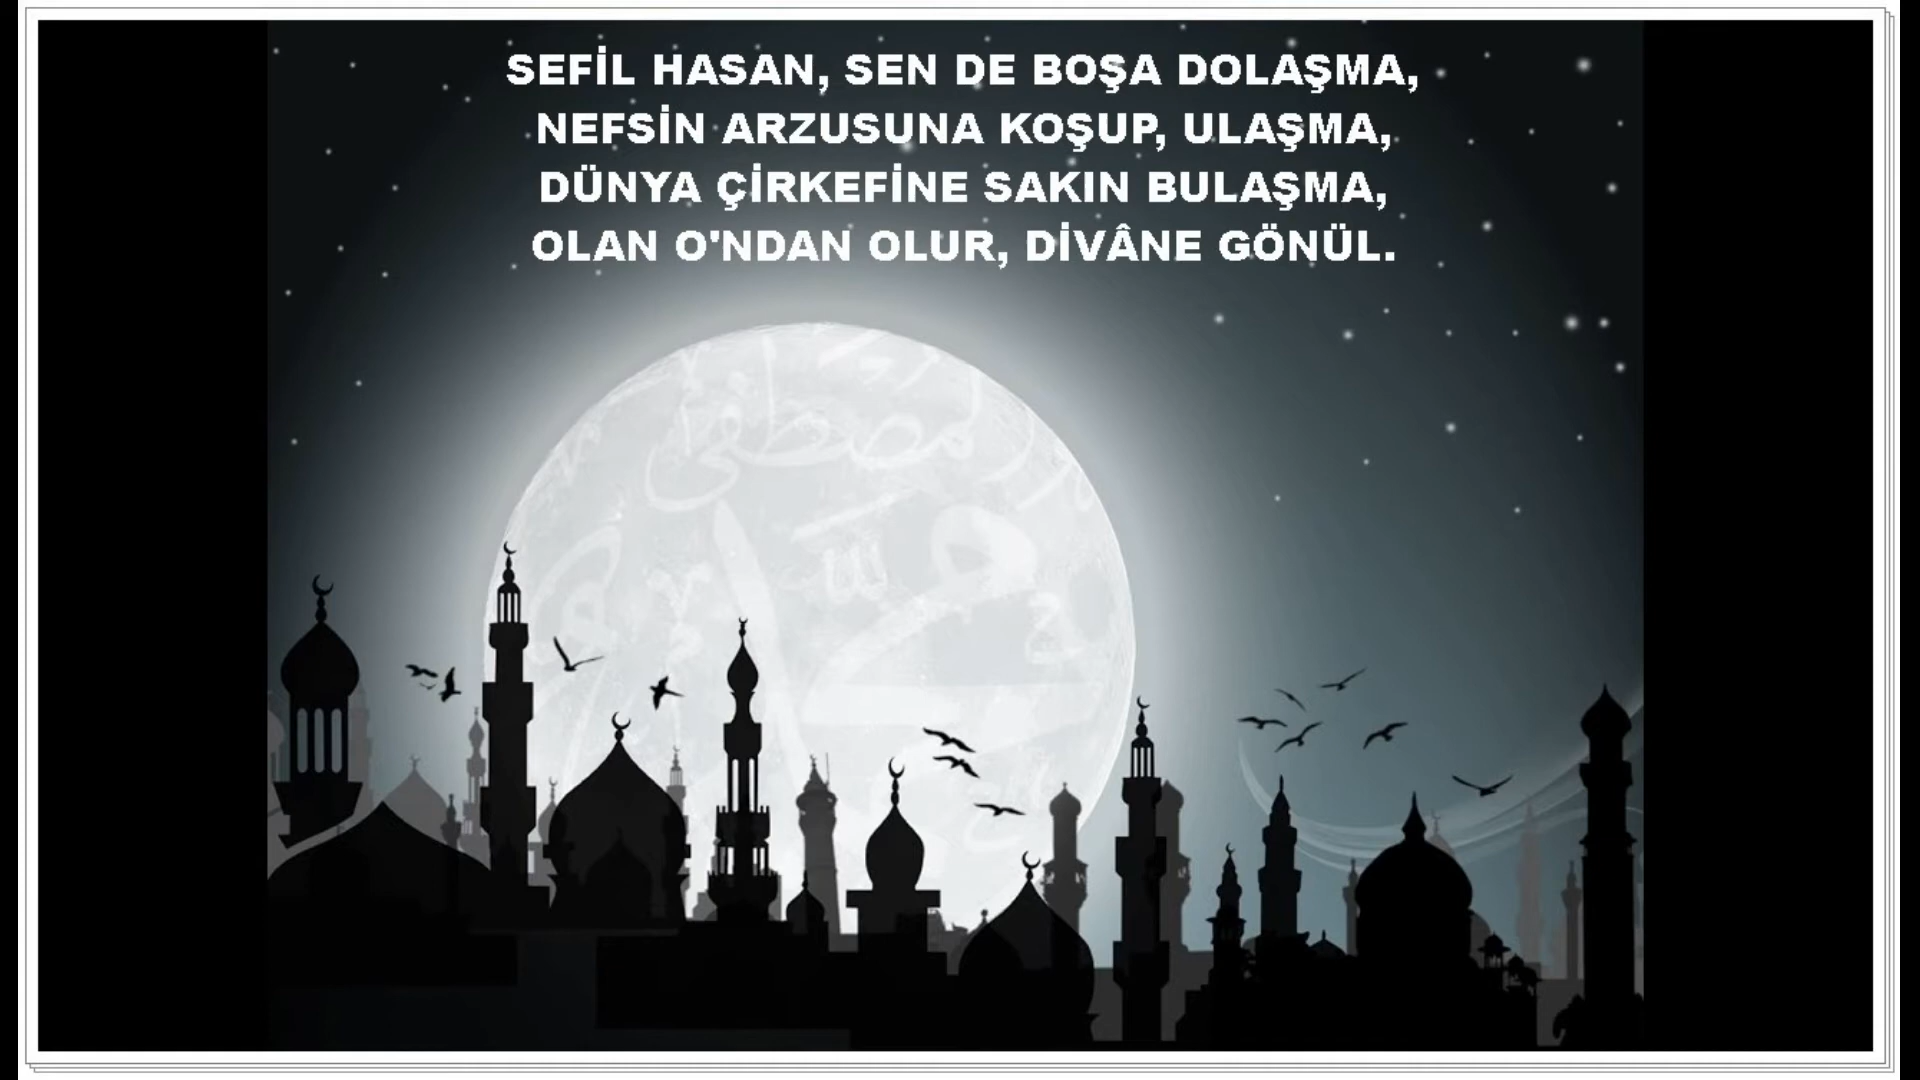 SEFİL HASAN, SEN DE BOŞA DOLAŞMA,
NEFSİN ARZUSUNA KOŞUP, ULAŞMA,
DÜNYA ÇİRKEFİNE SAKIN BULAŞMA,
OLAN O'NDAN OLUR, DİVÂNE GÖNÜL.